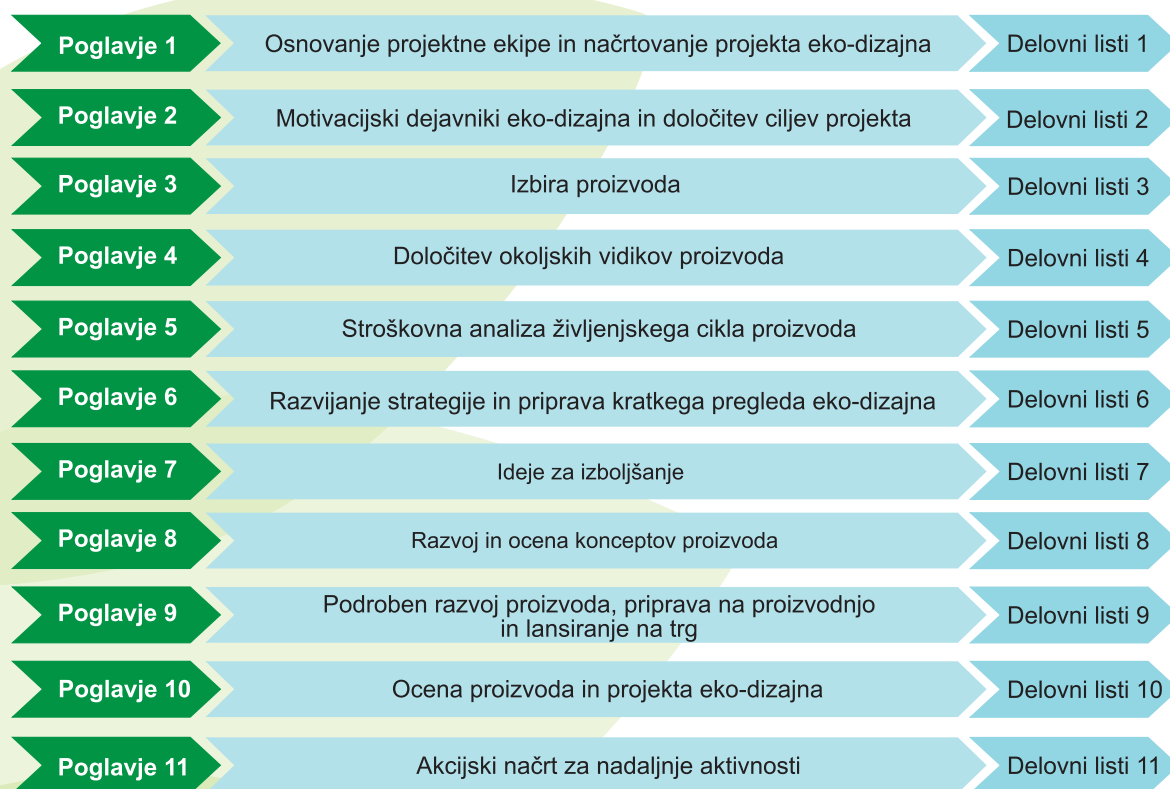 Poglavje 1
Osnovanje projektne ekipe in načrtovanje projekta eko-dizajna
Delovni listi 1
Poglavje 2
Motivacijski dejavniki eko-dizajna in določitev ciljev projekta
Delovni listi 2
Poglavje 3
Izbira proizvoda
Delovni listi 3
Poglavje 4
Določitev okoljskih vidikov proizvoda
Delovni listi 4
Poglavje 5
Stroškovna analiza življenjskega cikla proizvoda
Delovni listi 5
Poglavje 6
Razvijanje strategije in priprava kratkega pregleda eko-dizajna
Delovni listi 6
Poglavje 7
Ideje za izboljšanje
Delovni listi 7
Poglavje 8
Razvoj in ocena konceptov proizvoda
Delovni listi 8
Poglavje 9
Podroben razvoj proizvoda, priprava na proizvodnjo
in lansiranje na trg
Delovni listi 9
Poglavje 10
Ocena proizvoda in projekta eko-dizajna
Delovni listi 10
Poglavje 11
Akcijski načrt za nadaljnje aktivnosti
Delovni listi 11